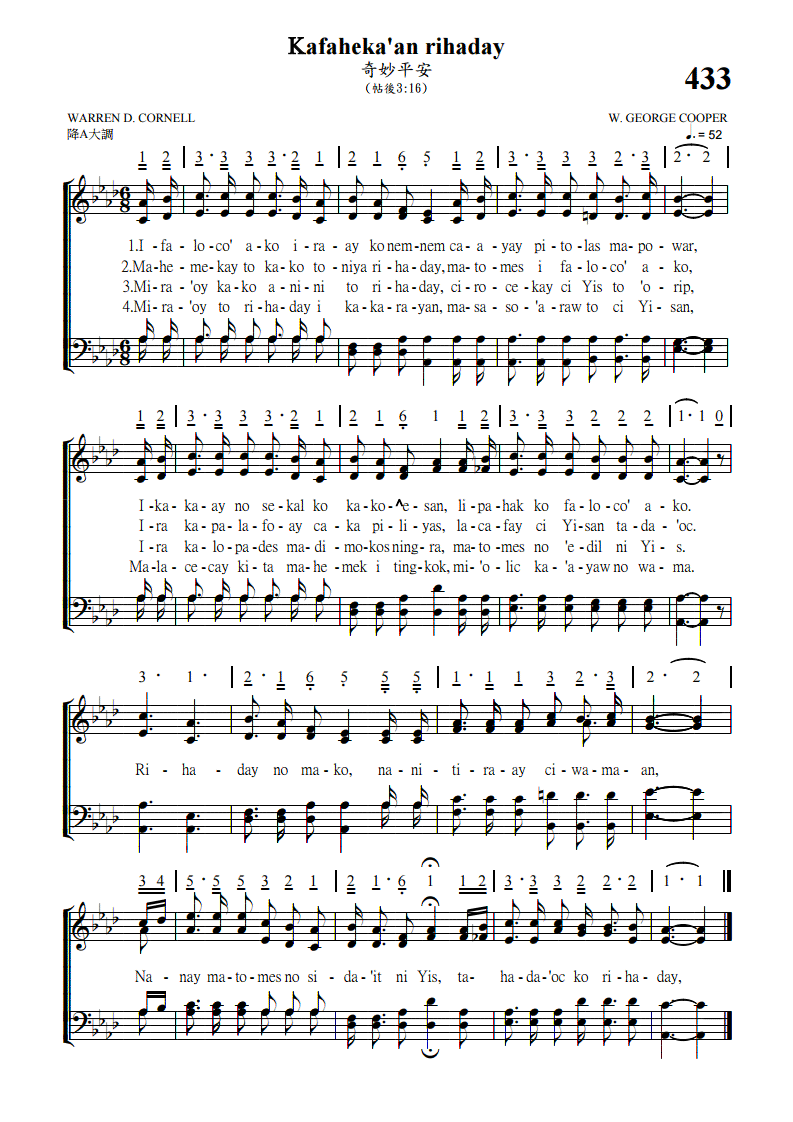 Kafaheka'an rihaday
奇妙平安
(帖後3:16)
433
WARREN D. CORNELL
W. GEORGE COOPER
降A大調
♩. = 52
1 2 3 · 3 3 3 · 2 1 2 1 6 5 1 2 3 · 3 3 3 2 · 3 2 · 2
1.I - fa - lo - co' a - ko i - ra - ay ko nem - nem ca - a - yay pi - to - las ma - po - war,
2.Ma - he - me - kay to ka - ko to - niya ri - ha - day, ma - to - mes i fa - lo - co' a - ko,
3.Mi - ra - 'oy ka - ko a - ni - ni to ri - ha - day, ci - ro - ce - kay ci Yis to 'o - rip,
4.Mi - ra - 'oy to ri - ha - day i ka - ka - ra - yan, ma - sa - so - 'a - raw to ci Yi - san,
1 2 3 · 3 3 3 · 2 1 2 1 6 1 1 2 3 · 3 3 2 2 2 1 · 1 0
I - ka - ka - ay no se - kal ko ka - ko - ^e - san, li - pa - hak ko fa - lo - co' a - ko.
I - ra ka - pa - la - fo - ay ca - ka pi - li - yas, la - ca - fay ci Yi - san ta - da - 'oc.
I - ra ka - lo - pa - des ma - di - mo - kos ning - ra, ma - to - mes no 'e - dil ni Yi - s.
Ma - la - ce - cay ki - ta ma - he - mek i ting - kok, mi - 'o - lic ka - 'a - yaw no wa - ma.
3 · 1 · 2 · 1 6 5 5 5 1 · 1 1 3 2 · 3 2 · 2
Ri - ha - day no ma - ko, na - ni - ti - ra - ay ci - wa - ma - an,
3 4 5 · 5 5 3 2 1 2 1 · 6 1 1 2 3 · 3 3 2 2 · 2 1 · 1
Na - nay ma - to - mes no si - da - 'it ni Yis, ta - ha - da - 'oc ko ri - ha - day,